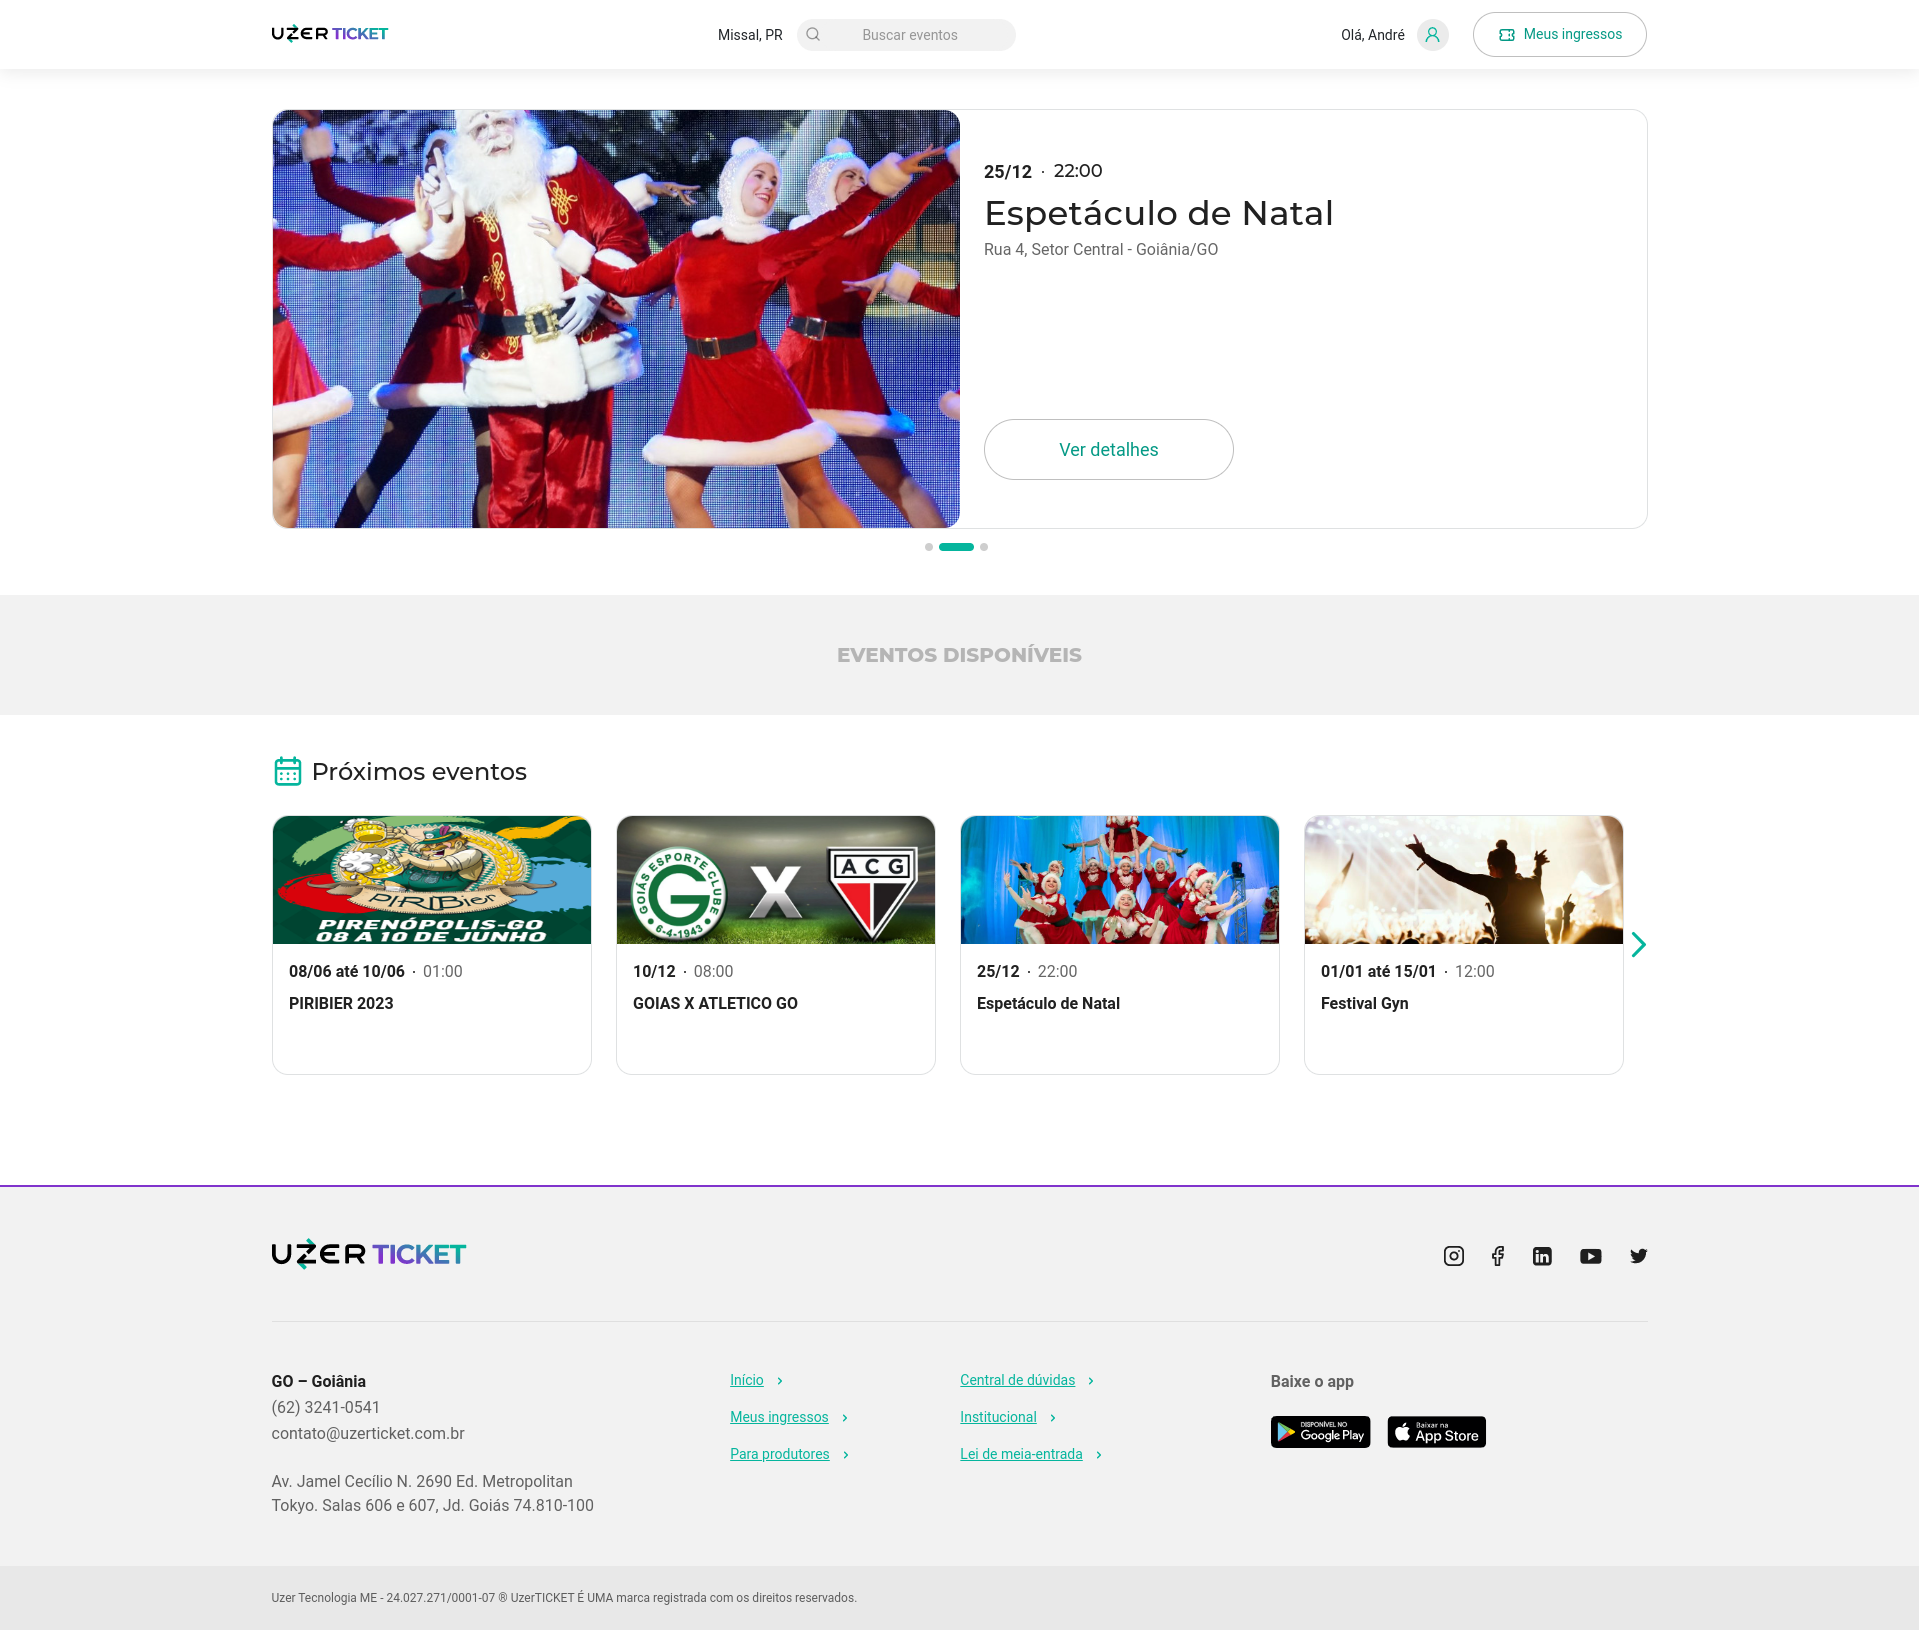 UZER TICKET
Missal, PR
Buscar eventos
Olá, André
Meus ingressos
25/12 · 22:00
Espetáculo de Natal
Rua 4, Setor Central - Goiânia/GO
Ver detalhes
EVENTOS DISPONÍVEIS
Próximos eventos
PIRIBier
PIRENÓPOLIS-GO
08 A 10 DE JUNHO
08/06 até 10/06 · 01:00
PIRIBIER 2023
GOIÁS ESPORTE CLUBE
G
6-4-1943
X
ACG
10/12 · 08:00
GOIAS X ATLETICO GO
25/12 · 22:00
Espetáculo de Natal
01/01 até 15/01 · 12:00
Festival Gyn
UZER TICKET
GO – Goiânia
(62) 3241-0541
contato@uzerticket.com.br
Av. Jamel Cecílio N. 2690 Ed. Metropolitan
Tokyo. Salas 606 e 607, Jd. Goiás 74.810-100
Início
Meus ingressos
Para produtores
Central de dúvidas
Institucional
Lei de meia-entrada
Baixe o app
DISPONÍVEL NO
Google Play
Baixar na
App Store
Uzer Tecnologia ME - 24.027.271/0001-07 ® UzerTICKET É UMA marca registrada com os direitos reservados.